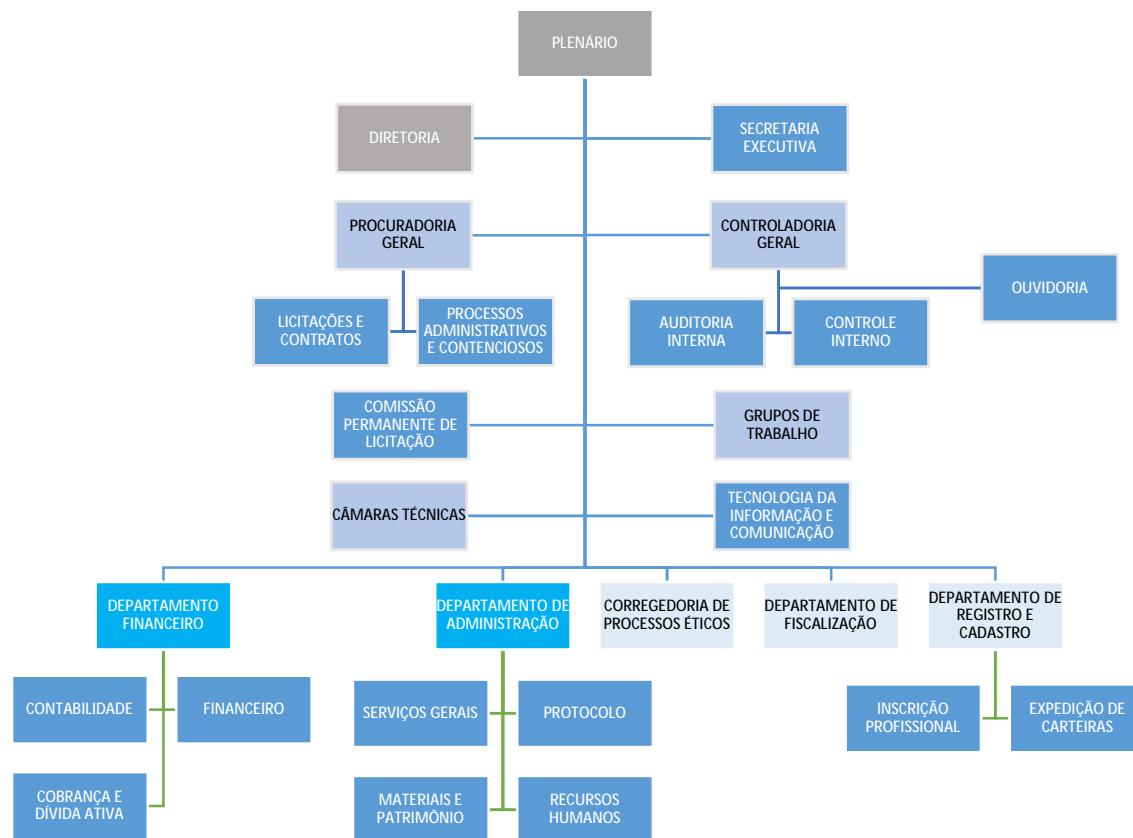 PLENÁRIO
DIRETORIA
SECRETARIA
EXECUTIVA
PROCURADORIA
GERAL
CONTROLADORIA
GERAL
OUVIDORIA
LICITAÇÕES E
CONTRATOS
PROCESSOS
ADMINISTRATIVOS
E CONTENCIOSOS
AUDITORIA
INTERNA
CONTROLE
INTERNO
COMISSÃO
PERMANENTE DE
LICITAÇÃO
GRUPOS DE
TRABALHO
CÂMARAS TÉCNICAS
TECNOLOGIA DA
INFORMAÇÃO E
COMUNICAÇÃO
DEPARTAMENTO
FINANCEIRO
DEPARTAMENTO DE
ADMINISTRAÇÃO
CORREGEDORIA DE
PROCESSOS ÉTICOS
DEPARTAMENTO DE
FISCALIZAÇÃO
DEPARTAMENTO DE
REGISTRO E
CADASTRO
CONTABILIDADE
FINANCEIRO
SERVIÇOS GERAIS
PROTOCOLO
INSCRIÇÃO
PROFISSIONAL
EXPEDIÇÃO DE
CARTEIRAS
COBRANÇA E
DÍVIDA ATIVA
MATERIAIS E
PATRIMÔNIO
RECURSOS
HUMANOS